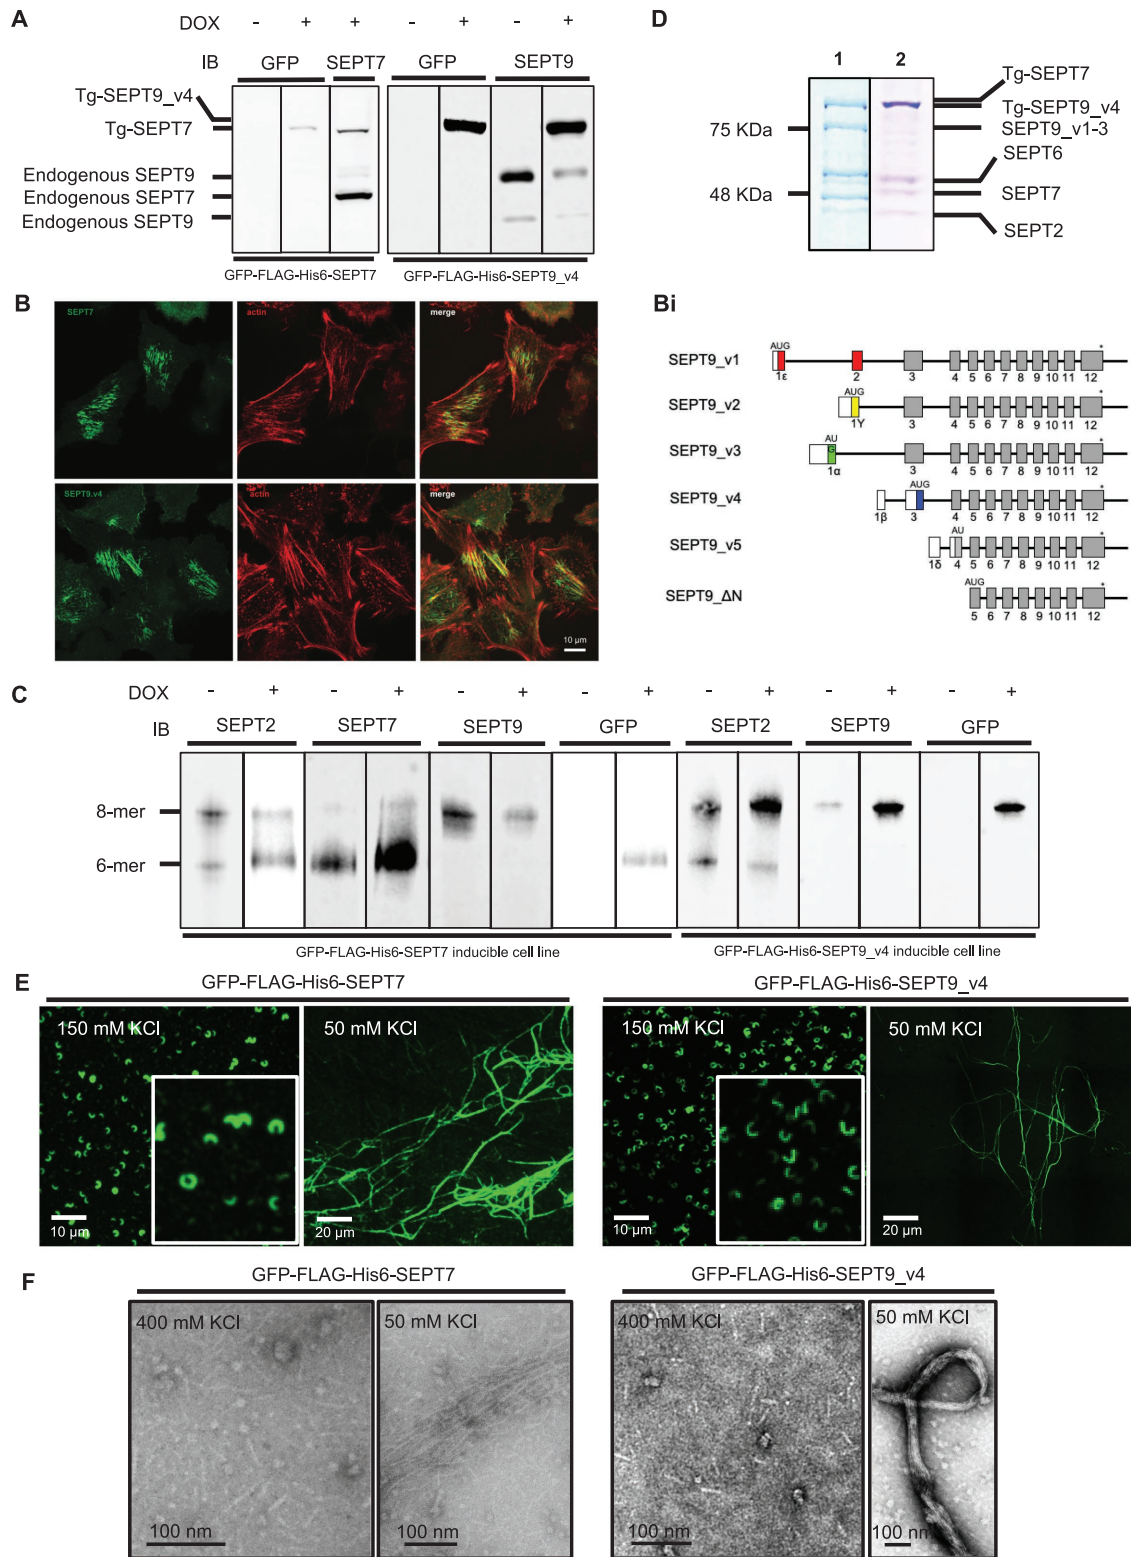 A
DOX - + + - + - +
IB GFP SEPT7 GFP SEPT9
Tg-SEPT9_v4
Tg-SEPT7
Endogenous SEPT9
Endogenous SEPT7
Endogenous SEPT9
GFP-FLAG-His6-SEPT7 GFP-FLAG-His6-SEPT9_v4
D
1 2
75 KDa
48 KDa
Tg-SEPT7
Tg-SEPT9_v4
SEPT9_v1-3
SEPT6
SEPT7
SEPT2
B
SEPT7 actin merge
SEPT9.v4 actin merge
10 µm
Bi
SEPT9_v1 AUG *
1ε 2 3 4 5 6 7 8 9 10 11 12
SEPT9_v2 AUG *
1Y 3 4 5 6 7 8 9 10 11 12
SEPT9_v3 AU G *
1α 3 4 5 6 7 8 9 10 11 12
SEPT9_v4 AUG *
1β 3 4 5 6 7 8 9 10 11 12
SEPT9_v5 AU *
1δ 4 5 6 7 8 9 10 11 12
SEPT9_ΔN AUG *
5 6 7 8 9 10 11 12
C
DOX - + - + - + - + - + - + - +
IB SEPT2 SEPT7 SEPT9 GFP SEPT2 SEPT9 GFP
8-mer
6-mer
GFP-FLAG-His6-SEPT7 inducible cell line GFP-FLAG-His6-SEPT9_v4 inducible cell line
E
GFP-FLAG-His6-SEPT7 GFP-FLAG-His6-SEPT9_v4
150 mM KCl 50 mM KCl 150 mM KCl 50 mM KCl
10 µm 20 µm 10 µm 20 µm
F
GFP-FLAG-His6-SEPT7 GFP-FLAG-His6-SEPT9_v4
400 mM KCl 50 mM KCl 400 mM KCl 50 mM KCl
100 nm 100 nm 100 nm 100 nm